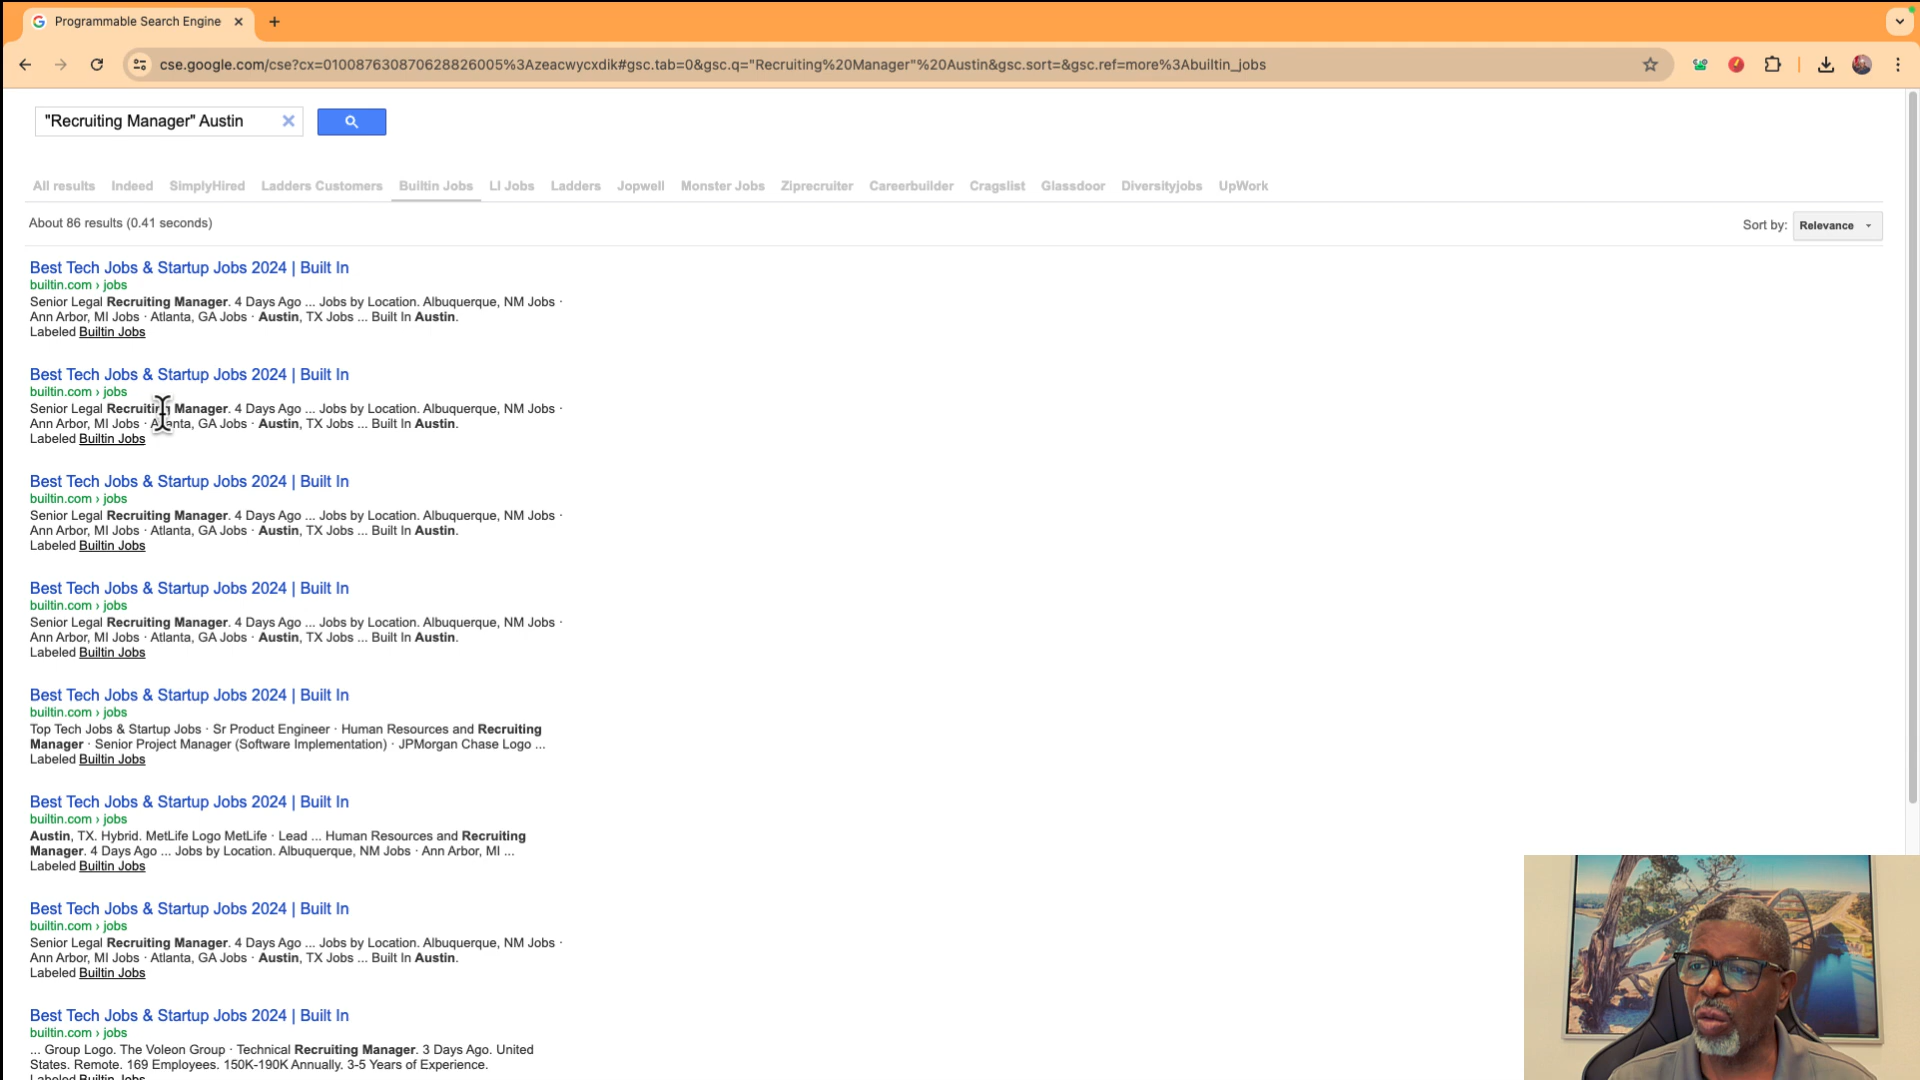 Programmable Search Engine
cse.google.com/cse?cx=010087630870628826005%3Azeacwycxdik#gsc.tab=0&gsc.q="Recruiting%20Manager"%20Austin&gsc.sort=&gsc.ref=more%3Abuiltin_jobs
"Recruiting Manager" Austin
All results Indeed SimplyHired Ladders Customers Builtin Jobs LI Jobs Ladders Jopwell Monster Jobs Ziprecruiter Careerbuilder Cragslist Glassdoor Diversityjobs UpWork
About 86 results (0.41 seconds)
Sort by: Relevance
Best Tech Jobs & Startup Jobs 2024 | Built In
builtin.com › jobs
Senior Legal Recruiting Manager. 4 Days Ago ... Jobs by Location. Albuquerque, NM Jobs ·
Ann Arbor, MI Jobs · Atlanta, GA Jobs · Austin, TX Jobs ... Built In Austin.
Labeled Builtin Jobs
Best Tech Jobs & Startup Jobs 2024 | Built In
builtin.com › jobs
Senior Legal Recruiting Manager. 4 Days Ago ... Jobs by Location. Albuquerque, NM Jobs ·
Ann Arbor, MI Jobs · Atlanta, GA Jobs · Austin, TX Jobs ... Built In Austin.
Labeled Builtin Jobs
Best Tech Jobs & Startup Jobs 2024 | Built In
builtin.com › jobs
Senior Legal Recruiting Manager. 4 Days Ago ... Jobs by Location. Albuquerque, NM Jobs ·
Ann Arbor, MI Jobs · Atlanta, GA Jobs · Austin, TX Jobs ... Built In Austin.
Labeled Builtin Jobs
Best Tech Jobs & Startup Jobs 2024 | Built In
builtin.com › jobs
Senior Legal Recruiting Manager. 4 Days Ago ... Jobs by Location. Albuquerque, NM Jobs ·
Ann Arbor, MI Jobs · Atlanta, GA Jobs · Austin, TX Jobs ... Built In Austin.
Labeled Builtin Jobs
Best Tech Jobs & Startup Jobs 2024 | Built In
builtin.com › jobs
Top Tech Jobs & Startup Jobs · Sr Product Engineer · Human Resources and Recruiting
Manager · Senior Project Manager (Software Implementation) · JPMorgan Chase Logo ...
Labeled Builtin Jobs
Best Tech Jobs & Startup Jobs 2024 | Built In
builtin.com › jobs
Austin, TX. Hybrid. MetLife Logo MetLife · Lead ... Human Resources and Recruiting
Manager. 4 Days Ago ... Jobs by Location. Albuquerque, NM Jobs · Ann Arbor, MI ...
Labeled Builtin Jobs
Best Tech Jobs & Startup Jobs 2024 | Built In
builtin.com › jobs
Senior Legal Recruiting Manager. 4 Days Ago ... Jobs by Location. Albuquerque, NM Jobs ·
Ann Arbor, MI Jobs · Atlanta, GA Jobs · Austin, TX Jobs ... Built In Austin.
Labeled Builtin Jobs
Best Tech Jobs & Startup Jobs 2024 | Built In
builtin.com › jobs
... Group Logo. The Voleon Group · Technical Recruiting Manager. 3 Days Ago. United
States. Remote. 169 Employees. 150K-190K Annually. 3-5 Years of Experience.
Labeled Builtin Jobs